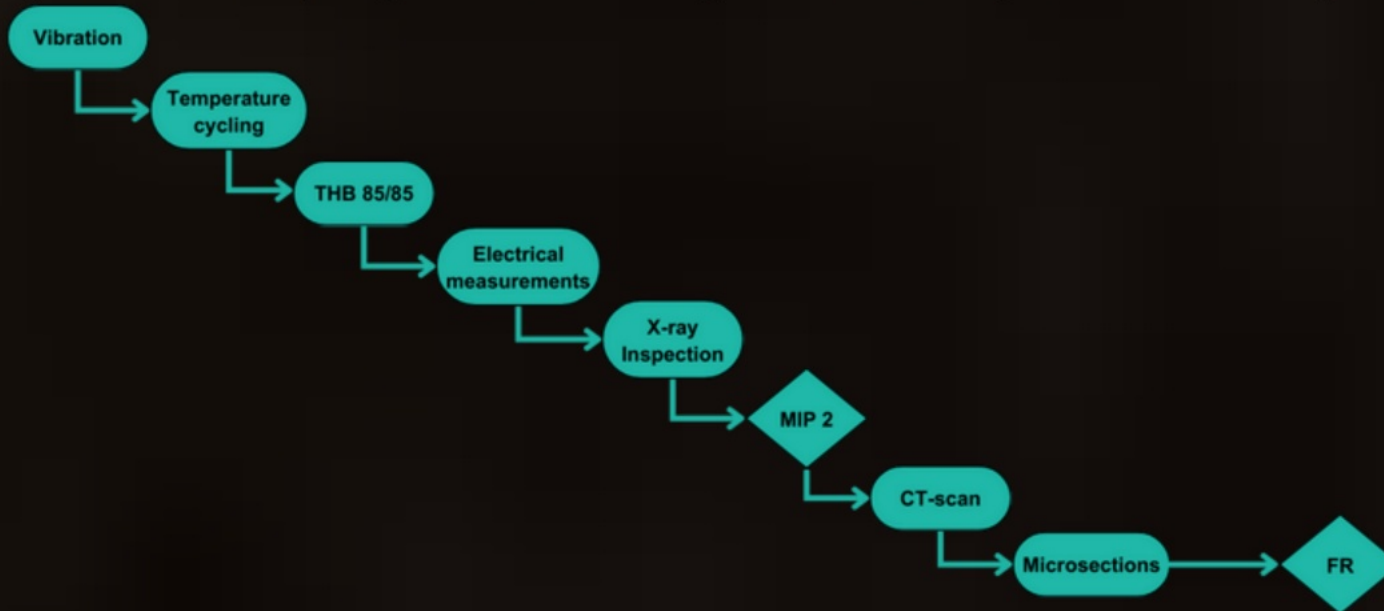 Vibration
Temperature
cycling
THB 85/85
Electrical
measurements
X-ray
Inspection
MIP 2
CT-scan
Microsections
FR